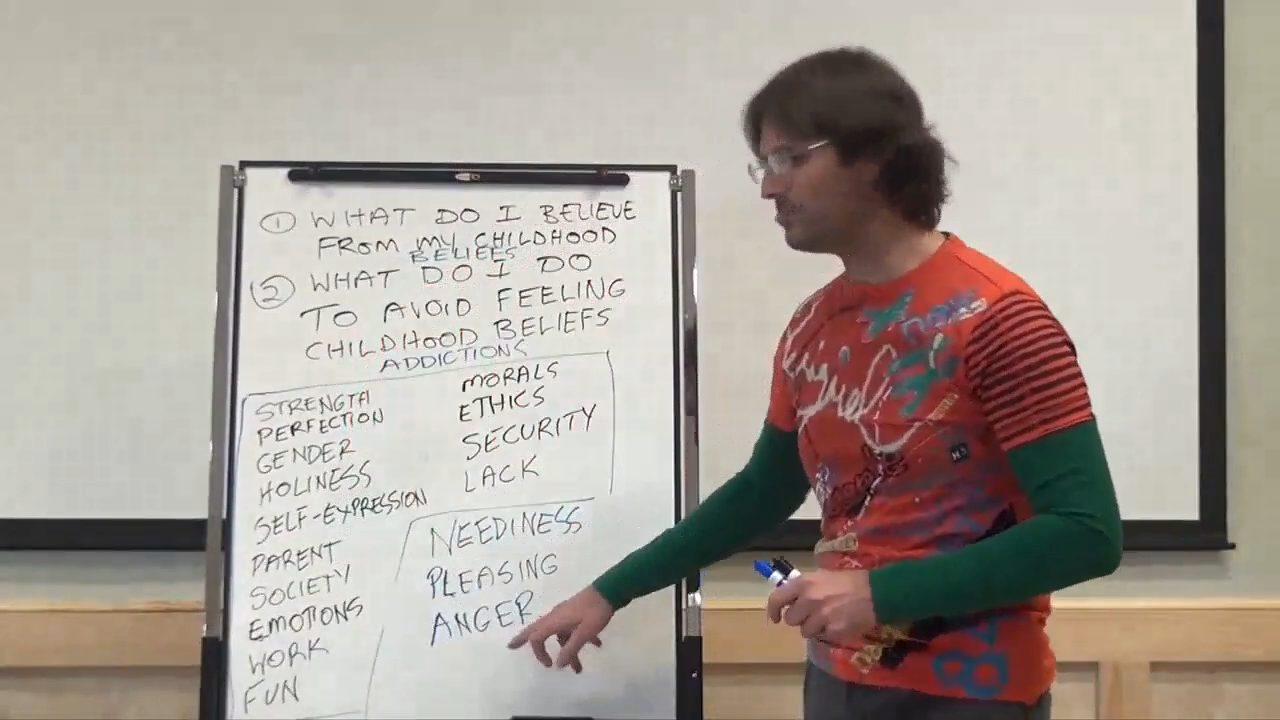 ① WHAT DO I BELIEVE
FROM MY CHILDHOOD
BELIEFS
② WHAT DO I DO
TO AVOID FEELING
CHILDHOOD BELIEFS
ADDICTIONS
STRENGTH
PERFECTION
GENDER
HOLINESS
SELF-EXPRESSION
PARENT
SOCIETY
EMOTIONS
WORK
FUN
MORALS
ETHICS
SECURITY
LACK
NEEDINESS
PLEASING
ANGER